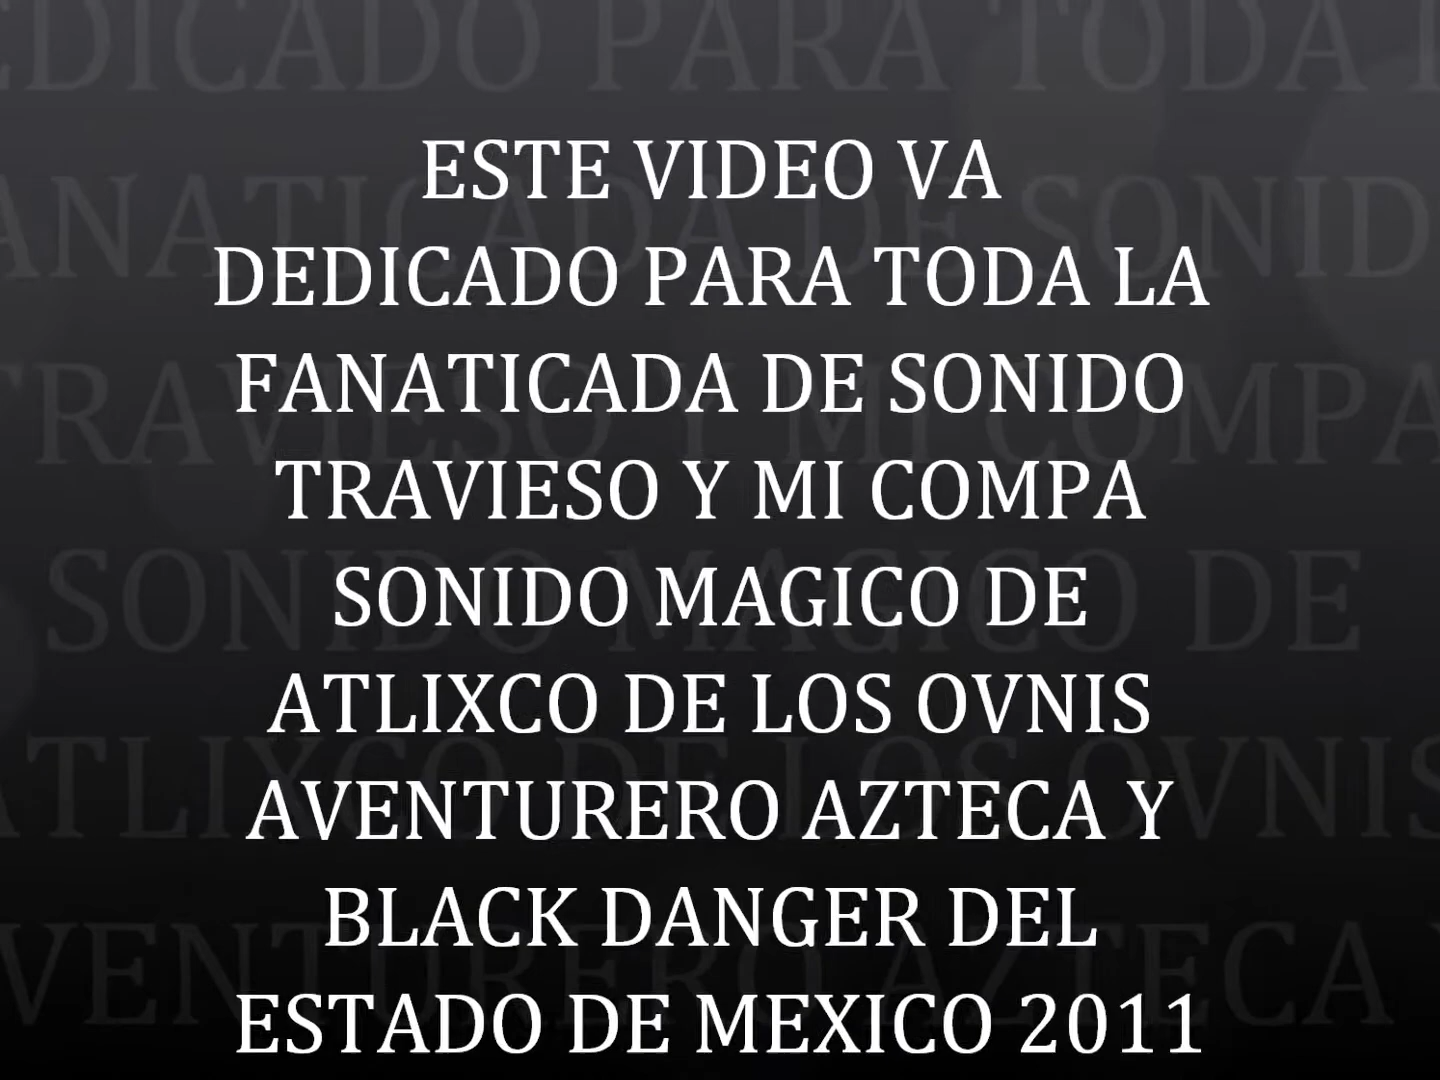 ESTE VIDEO VA
DEDICADO PARA TODA LA
FANATICADA DE SONIDO
TRAVIESO Y MI COMPA
SONIDO MAGICO DE
ATLIXCO DE LOS OVNIS
AVENTURERO AZTECA Y
BLACK DANGER DEL
ESTADO DE MEXICO 2011